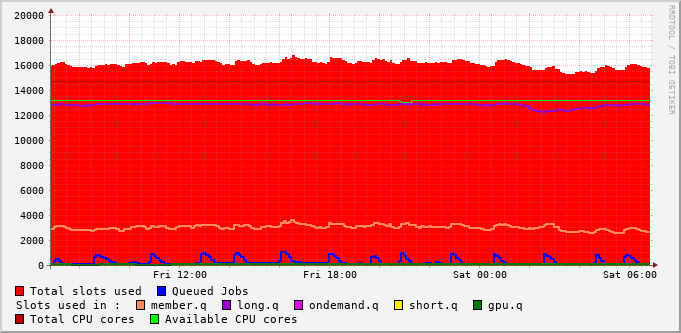 RRDTOOL / TOBI OETIKER
20000
18000
16000
14000
12000
10000
8000
6000
4000
2000
0
Fri 12:00 Fri 18:00 Sat 00:00 Sat 06:00
Total slots used Queued Jobs
Slots used in : member.q long.q ondemand.q short.q gpu.q
Total CPU cores Available CPU cores